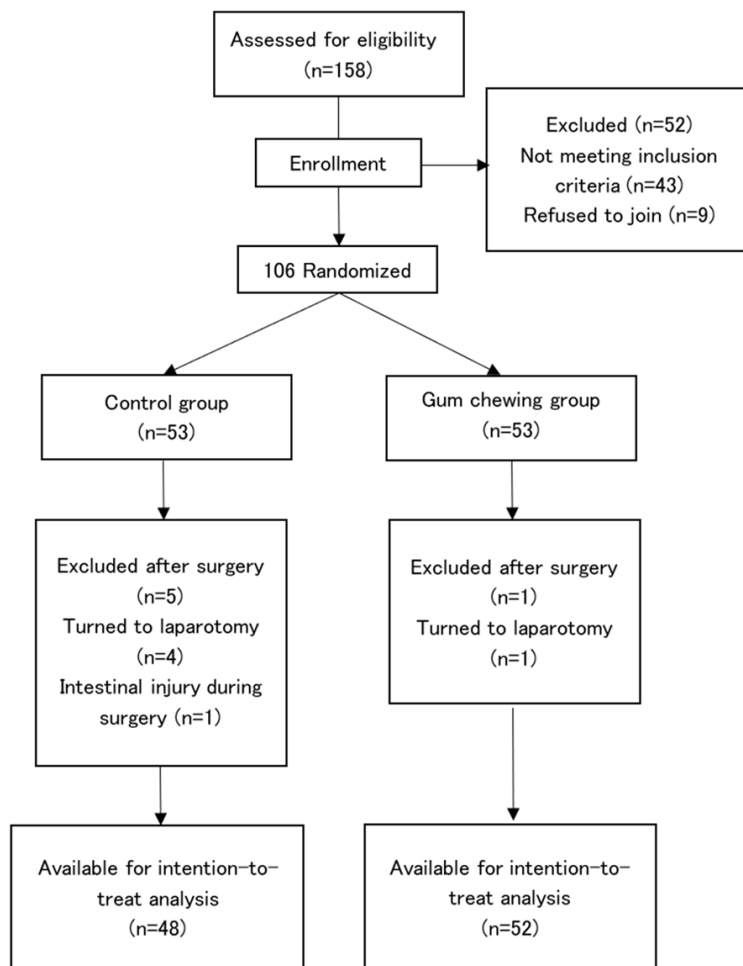 Assessed for eligibility
(n=158)
Excluded (n=52)
Not meeting inclusion
criteria (n=43)
Refused to join (n=9)
Enrollment
106 Randomized
Control group
(n=53)
Gum chewing group
(n=53)
Excluded after surgery
(n=5)
Turned to laparotomy
(n=4)
Intestinal injury during
surgery (n=1)
Excluded after surgery
(n=1)
Turned to laparotomy
(n=1)
Available for intention-to-
treat analysis
(n=48)
Available for intention-to-
treat analysis
(n=52)